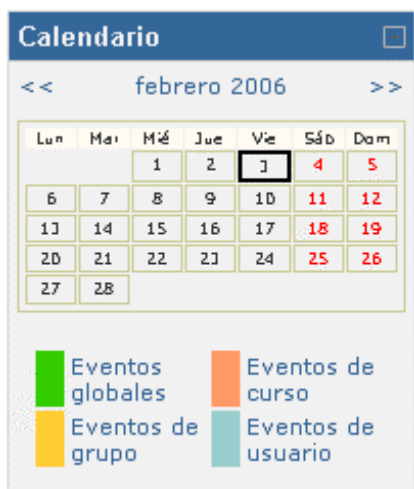 Calendario
<< febrero 2006 >>
Lun Mar Mié Jue Vie Sáb Dom
1 2 3 4 5
6 7 8 9 10 11 12
13 14 15 16 17 18 19
20 21 22 23 24 25 26
27 28
Eventos globales
Eventos de curso
Eventos de grupo
Eventos de usuario